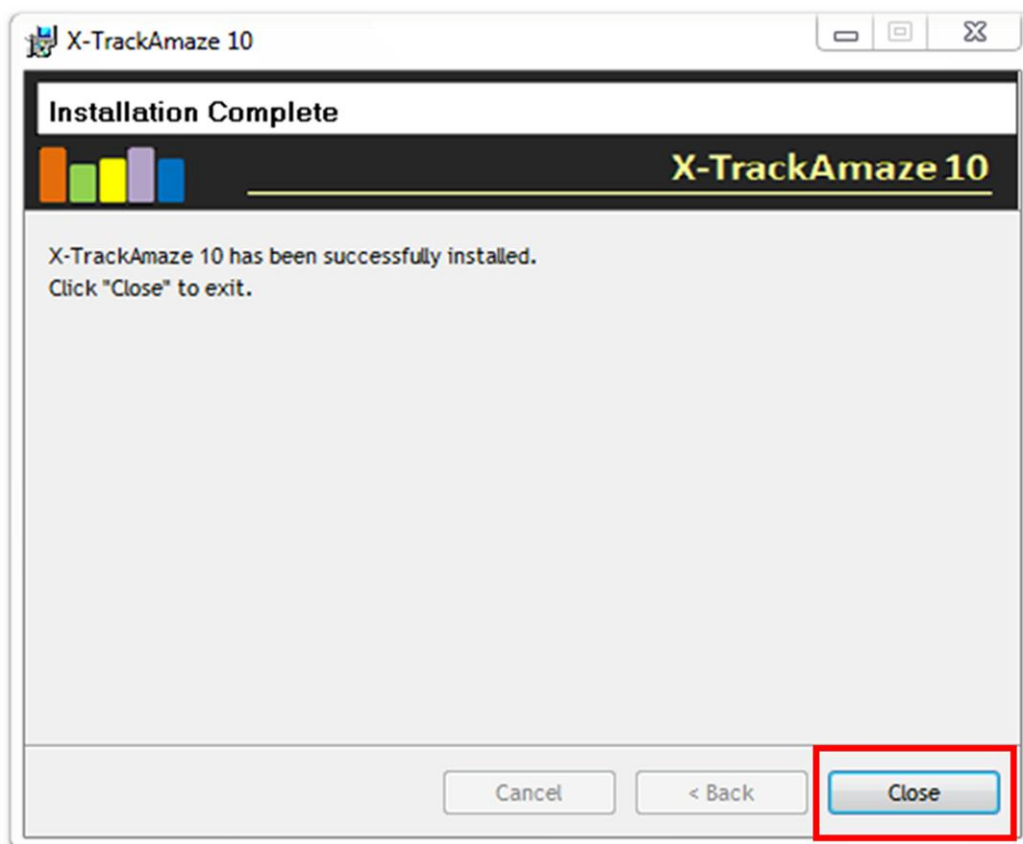 X-TrackAmaze 10
Installation Complete
X-TrackAmaze 10
X-TrackAmaze 10 has been successfully installed.
Click "Close" to exit.
Cancel
< Back
Close